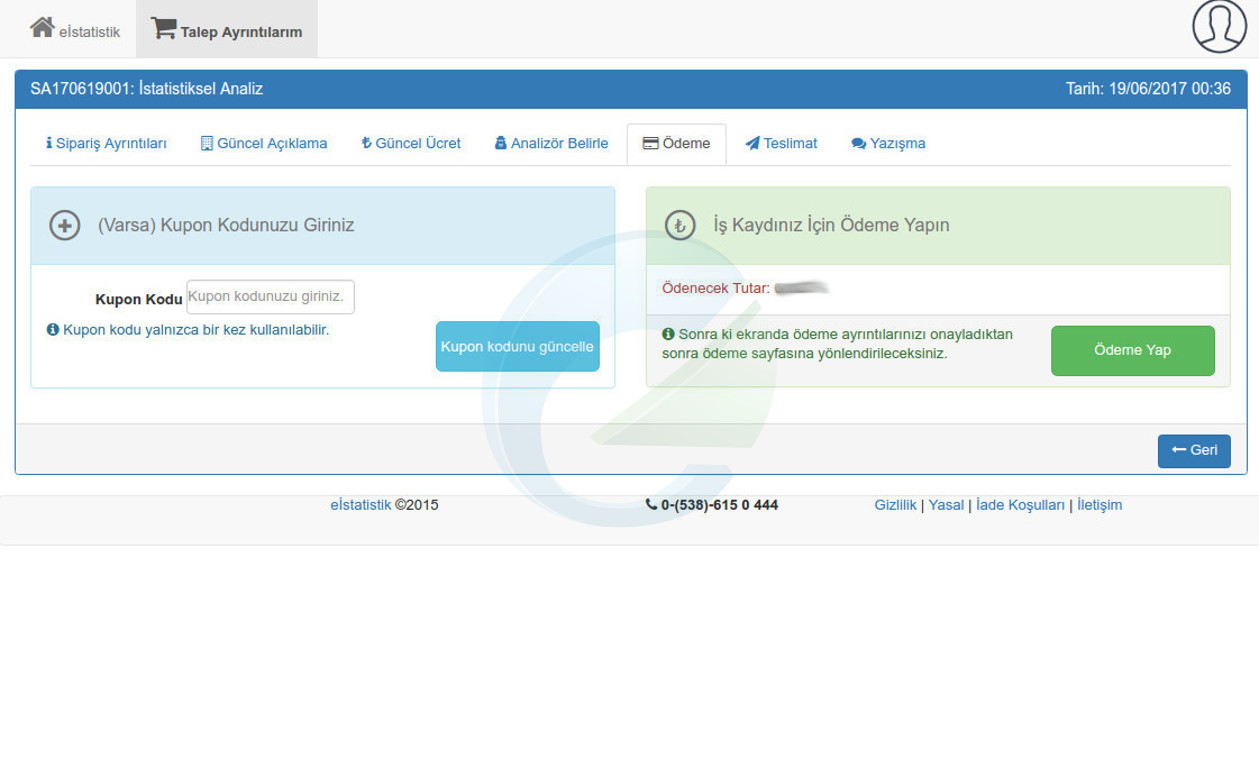 eİstatistik
Talep Ayrıntılarım
SA170619001: İstatistiksel Analiz
Tarih: 19/06/2017 00:36
Sipariş Ayrıntıları
Güncel Açıklama
Güncel Ücret
Analizör Belirle
Ödeme
Teslimat
Yazışma
(Varsa) Kupon Kodunuzu Giriniz
Kupon Kodu
Kupon kodunuzu giriniz.
Kupon kodu yalnızca bir kez kullanılabilir.
Kupon kodunu güncelle
İş Kaydınız İçin Ödeme Yapın
Ödenecek Tutar:
Sonra ki ekranda ödeme ayrıntılarınızı onayladıktan
sonra ödeme sayfasına yönlendirileceksiniz.
Ödeme Yap
Geri
eİstatistik ©2015
0-(538)-615 0 444
Gizlilik | Yasal | İade Koşulları | İletişim